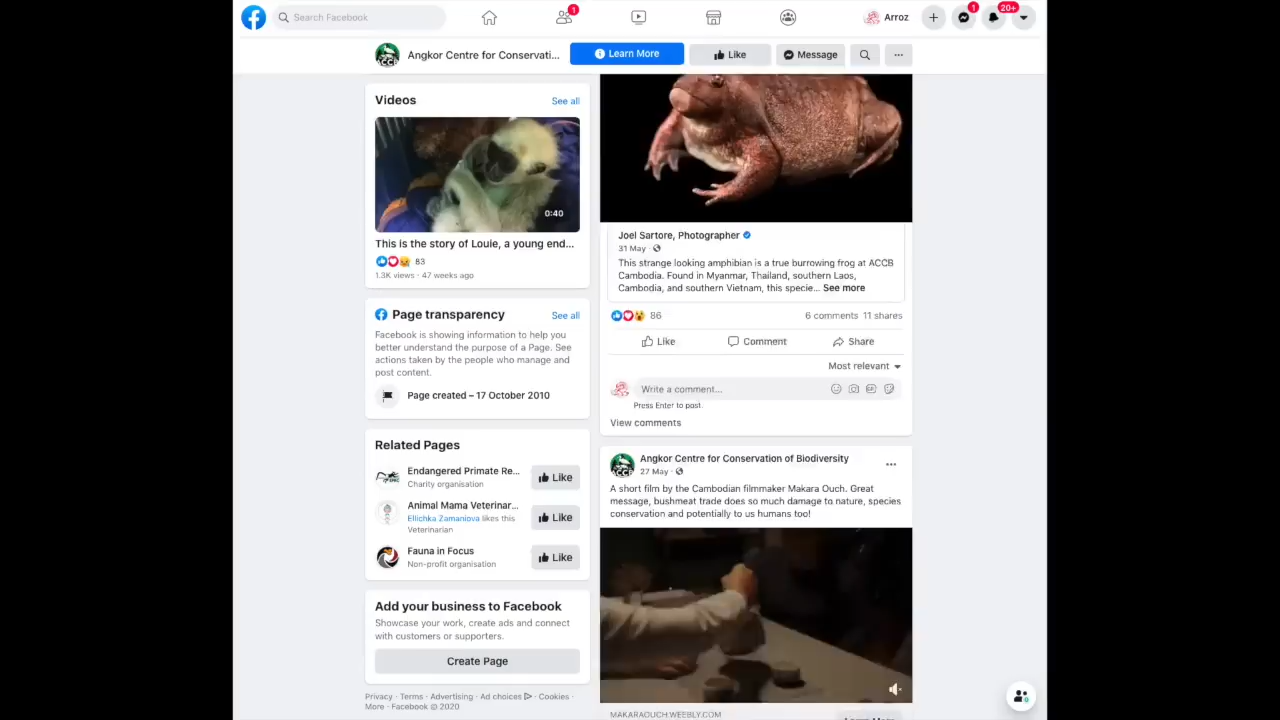 Search Facebook
1
Arroz
1
20+
Angkor Centre for Conservati...
Learn More
Like
Message
Videos
See all
0:40
This is the story of Louie, a young end...
83
1.3K views · 47 weeks ago
Page transparency
See all
Facebook is showing information to help you
better understand the purpose of a Page. See
actions taken by the people who manage and
post content.
Page created – 17 October 2010
Related Pages
Endangered Primate Re...
Charity organisation
Like
Animal Mama Veterinar...
Ellichka Zamaniova likes this
Veterinarian
Like
Fauna in Focus
Non-profit organisation
Like
Add your business to Facebook
Showcase your work, create ads and connect
with customers or supporters.
Create Page
Privacy · Terms · Advertising · Ad choices · Cookies ·
More · Facebook © 2020
Joel Sartore, Photographer
31 May ·
This strange looking amphibian is a true burrowing frog at ACCB
Cambodia. Found in Myanmar, Thailand, southern Laos,
Cambodia, and southern Vietnam, this specie... See more
86
6 comments 11 shares
Like
Comment
Share
Most relevant
Write a comment...
Press Enter to post.
View comments
Angkor Centre for Conservation of Biodiversity
27 May ·
A short film by the Cambodian filmmaker Makara Ouch. Great
message, bushmeat trade does so much damage to nature, species
conservation and potentially to us humans too!
MAKARAOUCH.WEEBLY.COM